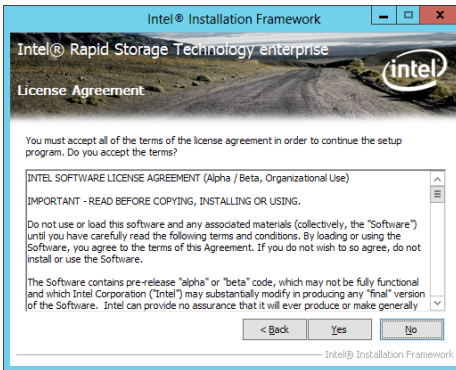 Intel® Installation Framework
Intel® Rapid Storage Technology enterprise
intel
License Agreement
You must accept all of the terms of the license agreement in order to continue the setup
program. Do you accept the terms?
INTEL SOFTWARE LICENSE AGREEMENT (Alpha / Beta, Organizational Use)
IMPORTANT - READ BEFORE COPYING, INSTALLING OR USING.
Do not use or load this software and any associated materials (collectively, the "Software")
until you have carefully read the following terms and conditions. By loading or using the
Software, you agree to the terms of this Agreement. If you do not wish to so agree, do not
install or use the Software.
The Software contains pre-release "alpha" or "beta" code, which may not be fully functional
and which Intel Corporation ("Intel") may substantially modify in producing any "final" version
of the Software. Intel can provide no assurance that it will ever produce or make generally
< Back Yes No
Intel® Installation Framework